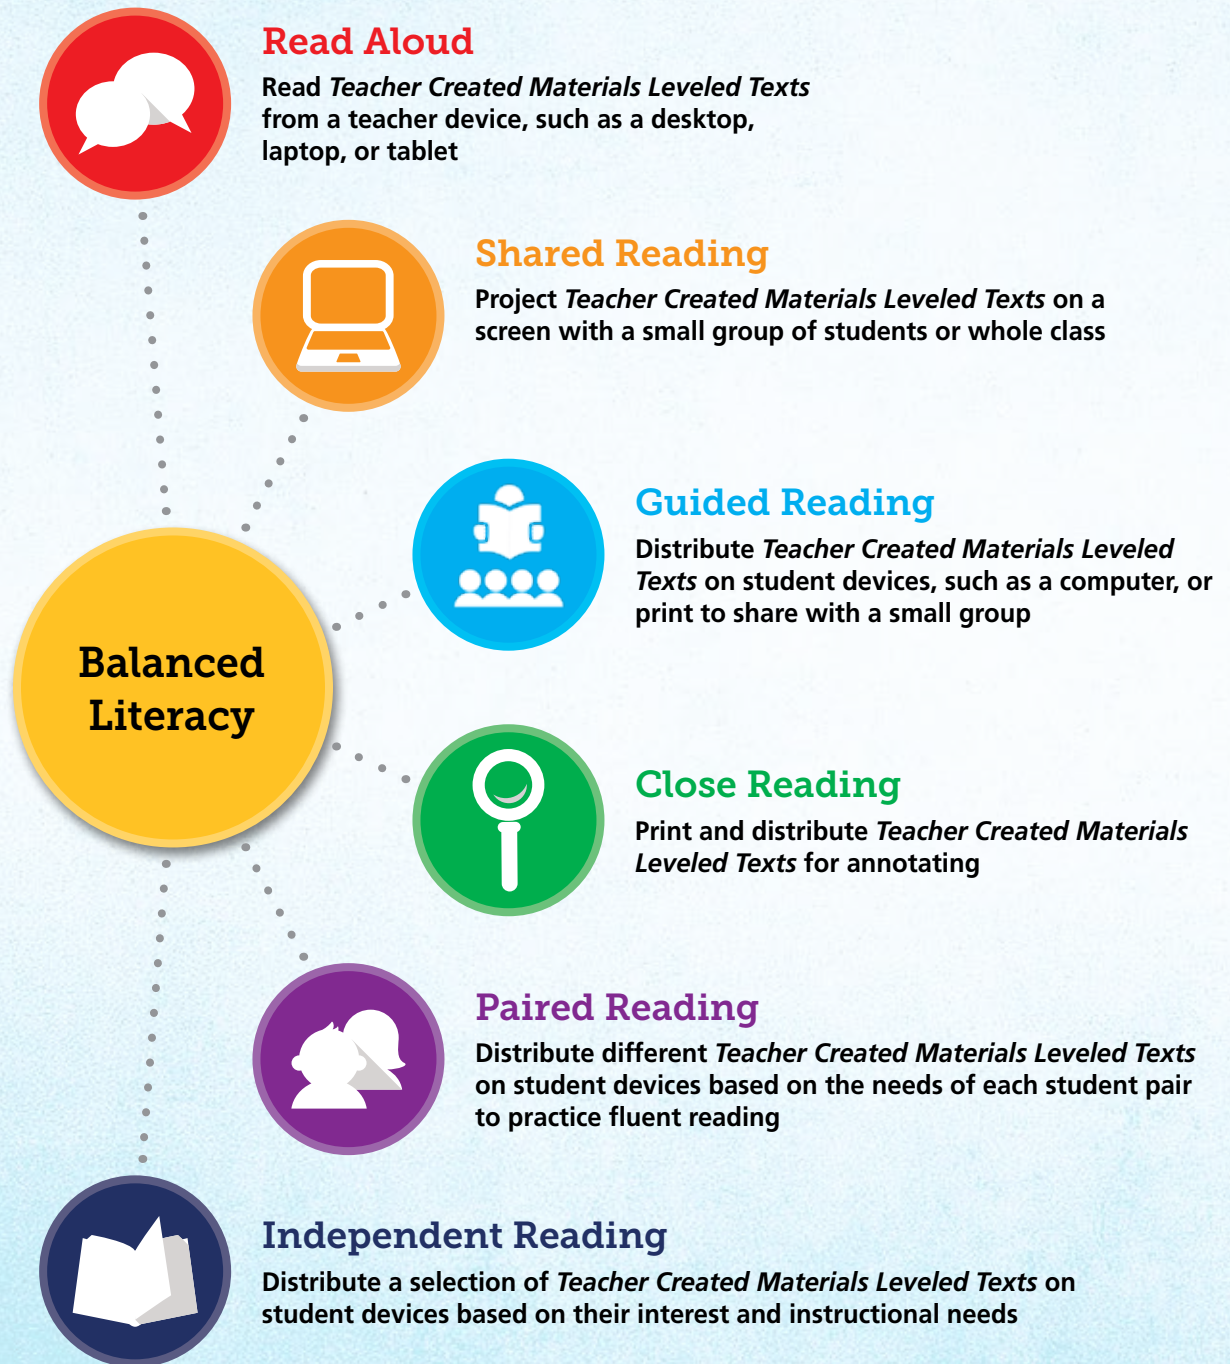 Read Aloud
Read Teacher Created Materials Leveled Texts
from a teacher device, such as a desktop,
laptop, or tablet
Shared Reading
Project Teacher Created Materials Leveled Texts on a
screen with a small group of students or whole class
Guided Reading
Distribute Teacher Created Materials Leveled
Texts on student devices, such as a computer, or
print to share with a small group
Balanced
Literacy
Close Reading
Print and distribute Teacher Created Materials
Leveled Texts for annotating
Paired Reading
Distribute different Teacher Created Materials Leveled Texts
on student devices based on the needs of each student pair
to practice fluent reading
Independent Reading
Distribute a selection of Teacher Created Materials Leveled Texts on
student devices based on their interest and instructional needs